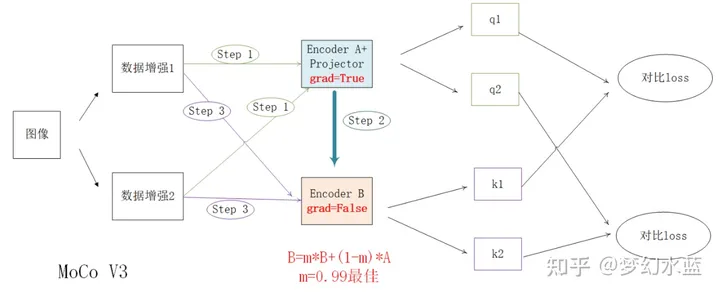 图像
数据增强1
数据增强2
Step 1
Step 1
Step 3
Step 3
Encoder A+
Projector
grad=True
Step 2
Encoder B
grad=False
B=m*B+(1-m)*A
m=0.99最佳
q1
q2
k1
k2
对比loss
对比loss
MoCo V3
知乎 @梦幻水蓝